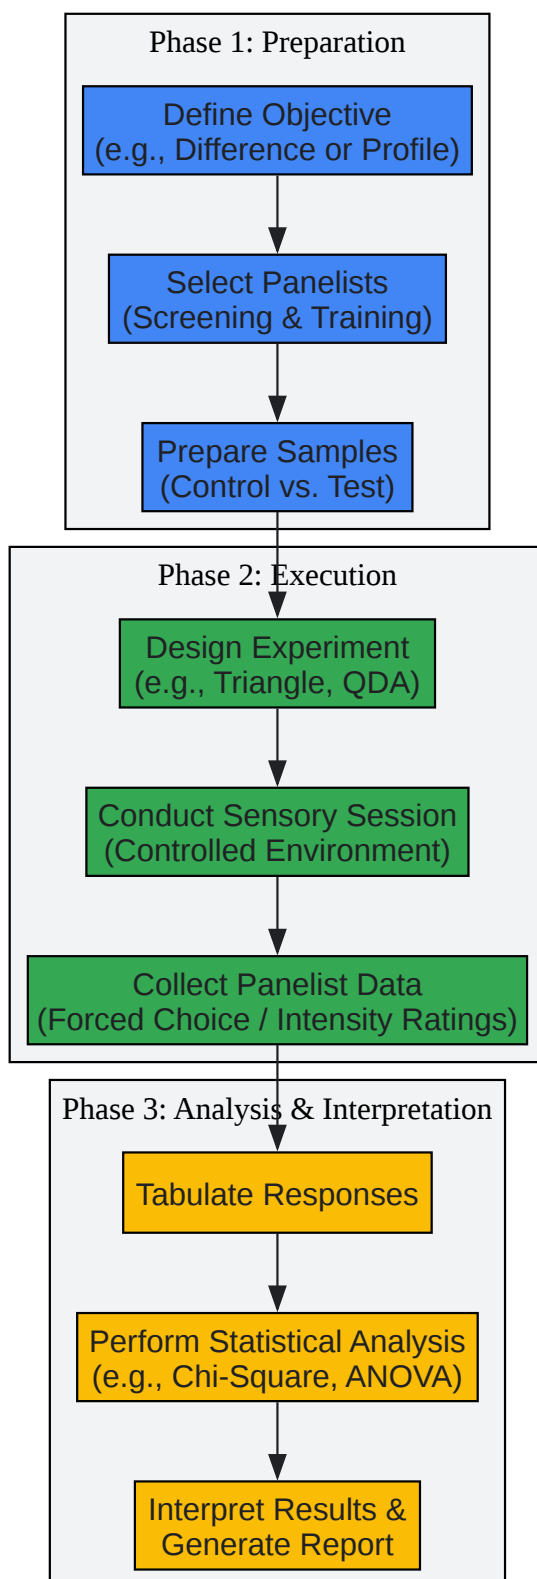 Phase 1: Preparation
Define Objective
(e.g., Difference or Profile)
Select Panelists
(Screening & Training)
Prepare Samples
(Control vs. Test)
Phase 2: Execution
Design Experiment
(e.g., Triangle, QDA)
Conduct Sensory Session
(Controlled Environment)
Collect Panelist Data
(Forced Choice / Intensity Ratings)
Phase 3: Analysis & Interpretation
Tabulate Responses
Perform Statistical Analysis
(e.g., Chi-Square, ANOVA)
Interpret Results &
Generate Report